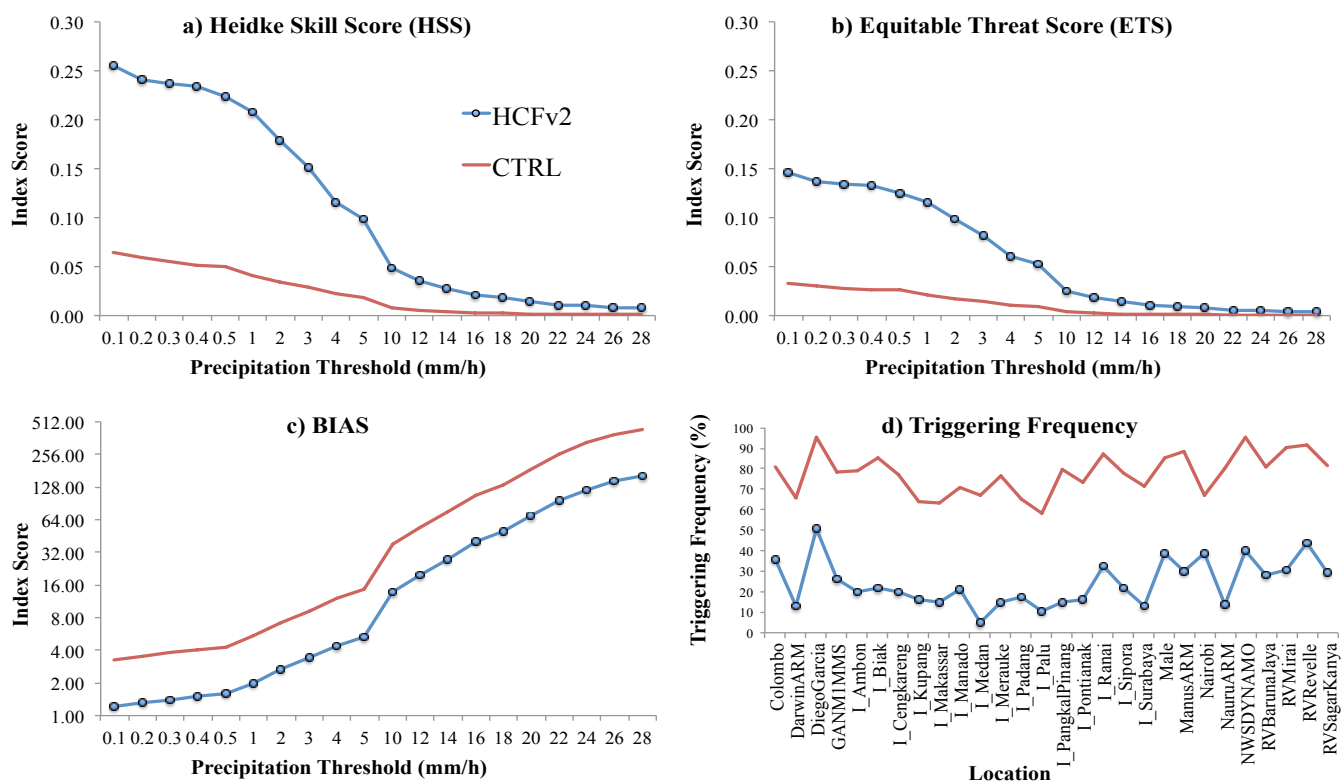 a) Heidke Skill Score (HSS)
0.30
0.25
0.20
0.15
0.10
0.05
0.00
Index Score
HCFv2
CTRL
0.1 0.2 0.3 0.4 0.5 1 2 3 4 5 10 12 14 16 18 20 22 24 26 28
Precipitation Threshold (mm/h)
b) Equitable Threat Score (ETS)
0.30
0.25
0.20
0.15
0.10
0.05
0.00
Index Score
0.1 0.2 0.3 0.4 0.5 1 2 3 4 5 10 12 14 16 18 20 22 24 26 28
Precipitation Threshold (mm/h)
c) BIAS
512.00
256.00
128.00
64.00
32.00
16.00
8.00
4.00
2.00
1.00
Index Score
0.1 0.2 0.3 0.4 0.5 1 2 3 4 5 10 12 14 16 18 20 22 24 26 28
Precipitation Threshold (mm/h)
d) Triggering Frequency
100
90
80
70
60
50
40
30
20
10
0
Triggering Frequency (%)
Colombo
DarwinARM
DiegoGarcia
GANM1MMS
I_Ambon
I_Biak
I_Cengkareng
I_Kupang
I_Makassar
I_Manado
I_Medan
I_Merauke
I_Padang
I_Palu
I_PangkalPinang
I_Pontianak
I_Ranai
I_Sipora
I_Surabaya
Male
ManusARM
Nairobi
NauruARM
NWSDYNAMO
RVBarunaJaya
RVMirai
RVRevelle
RVSagarKanya
Location